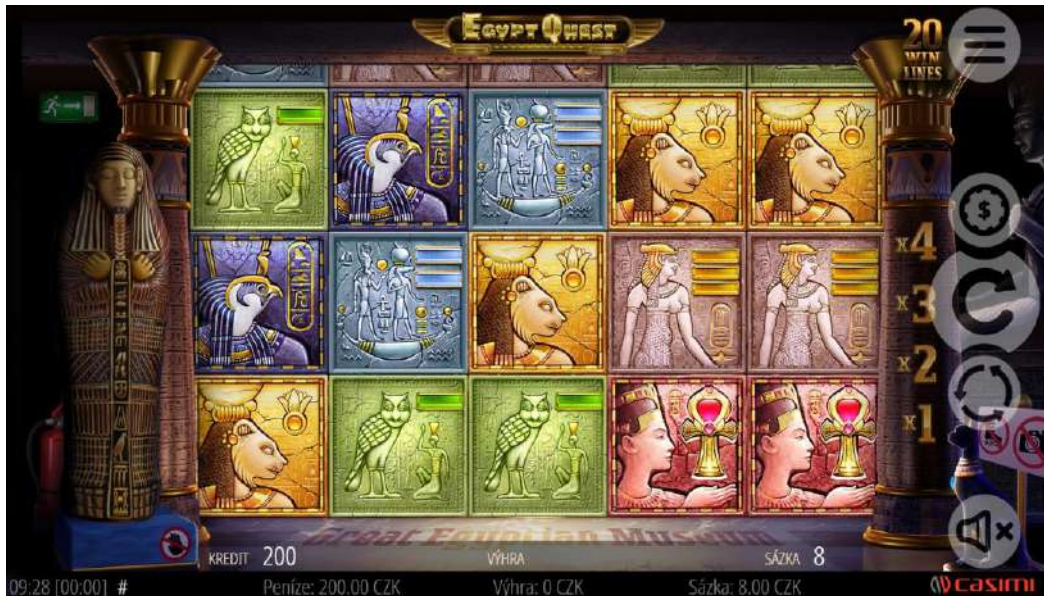 EGYPT QUEST
20
WIN
LINES
x4
x3
x2
x1
Great Egyptian Museum
KREDIT 200 VÝHRA SÁZKA 8
09:28 [00:00] # Peníze: 200.00 CZK Výhra: 0 CZK Sázka: 8.00 CZK casimi